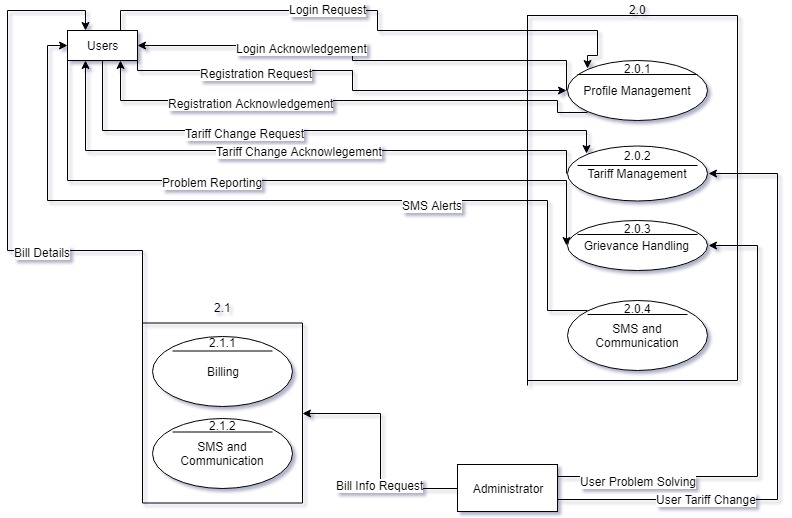 Login Request
2.0
Users
Login Acknowledgement
2.0.1
Registration Request
Profile Management
Registration Acknowledgement
Tariff Change Request
Tariff Change Acknowlegement
2.0.2
Tariff Management
Problem Reporting
SMS Alerts
2.0.3
Grievance Handling
Bill Details
2.1
2.0.4
SMS and
Communication
2.1.1
Billing
2.1.2
SMS and
Communication
Bill Info Request
Administrator
User Problem Solving
User Tariff Change